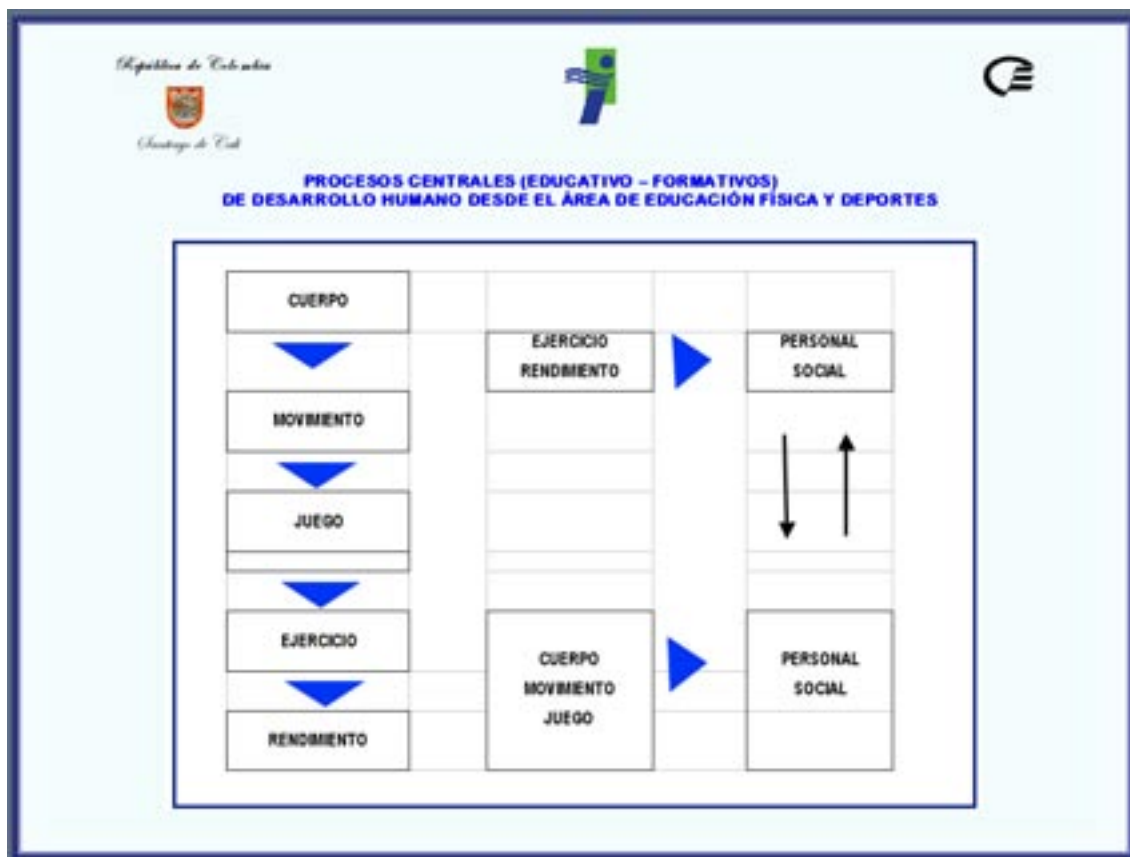 República de Colombia
Santiago de Cali
PROCESOS CENTRALES (EDUCATIVO – FORMATIVOS)
DE DESARROLLO HUMANO DESDE EL ÁREA DE EDUCACIÓN FÍSICA Y DEPORTES
CUERPO
MOVIMIENTO
JUEGO
EJERCICIO
RENDIMIENTO
EJERCICIO
RENDIMIENTO
PERSONAL
SOCIAL
CUERPO
MOVIMIENTO
JUEGO
PERSONAL
SOCIAL